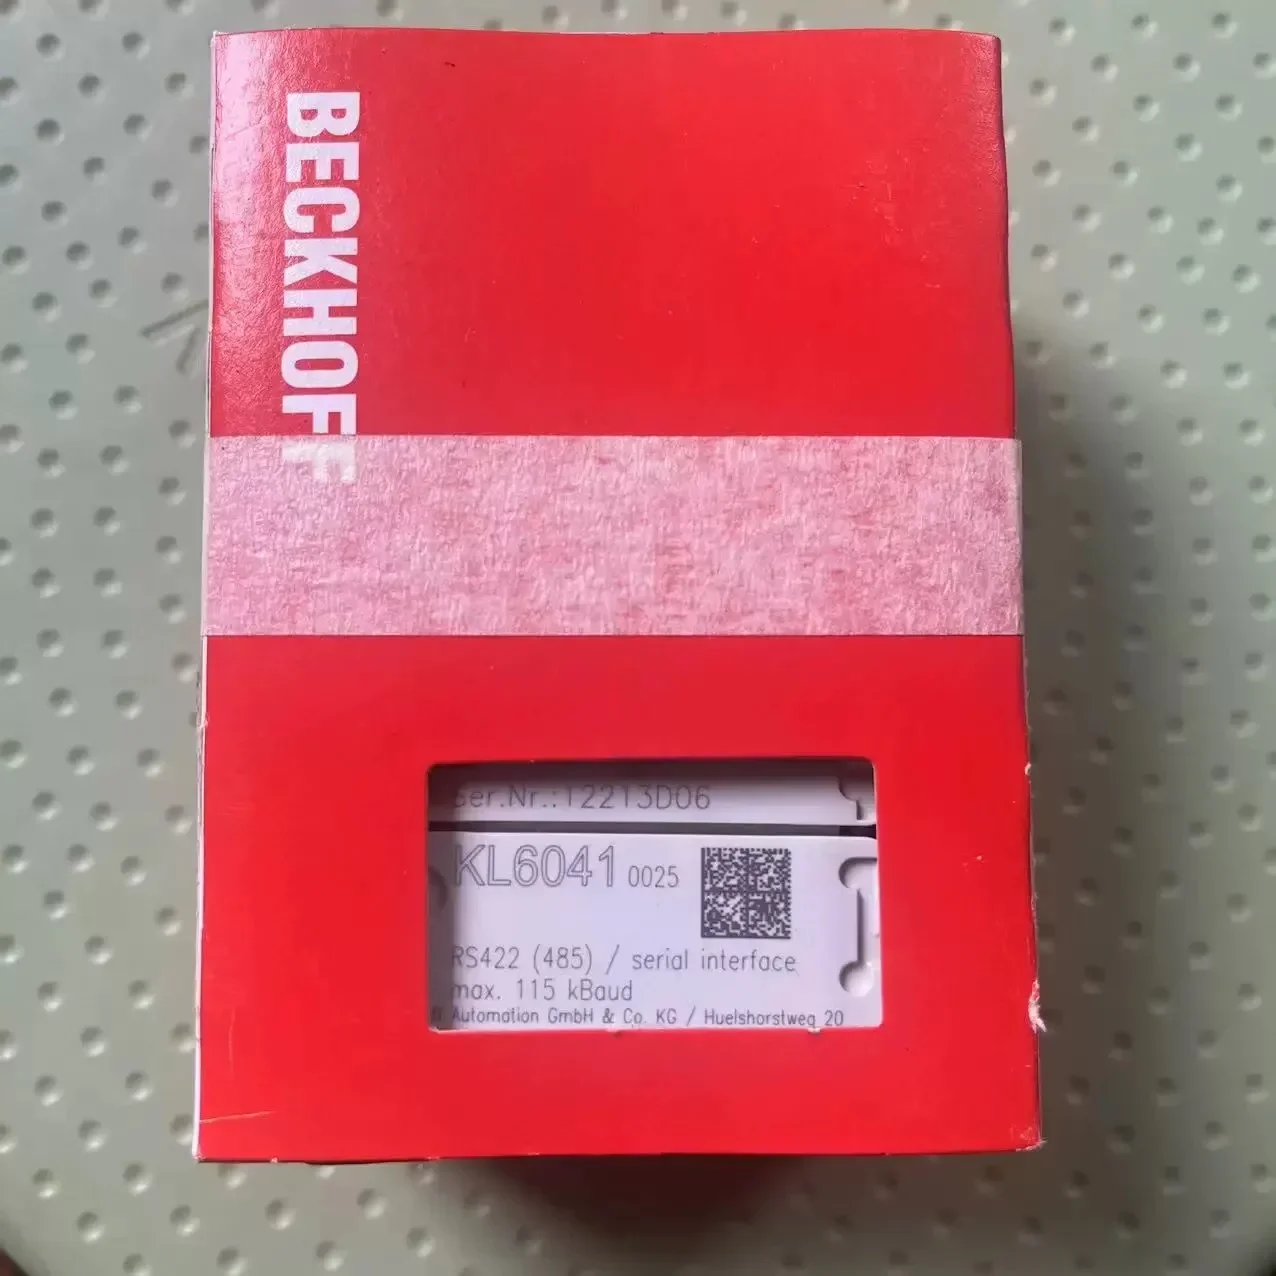 BECKHOFF
Ser.Nr.:12213D06
KL6041 0025
RS422 (485) / serial interface
max. 115 kBaud
Automation GmbH & Co. KG / Huelshorstweg 20